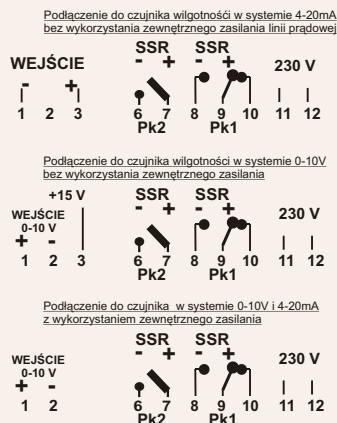 Podłączenie do czujnika wilgotnośći w systemie 4-20mA
bez wykorzystania zewnętrznego zasilania linii prądowej
SSR SSR
WEJŚCIE - + - + 230 V
- +
1 2 3 6 7 8 9 10 11 12
Pk2 Pk1
Podłączenie do czujnika wilgotności w systemie 0-10V
bez wykorzystania zewnętrznego zasilania
+15 V SSR SSR
WEJŚCIE - + - + 230 V
0-10 V
+ -
1 2 3 6 7 8 9 10 11 12
Pk2 Pk1
Podłączenie do czujnika w systemie 0-10V i 4-20mA
z wykorzystaniem zewnętrznego zasilania
SSR SSR
WEJŚCIE - + - + 230 V
0-10 V
+ -
1 2 6 7 8 9 10 11 12
Pk2 Pk1